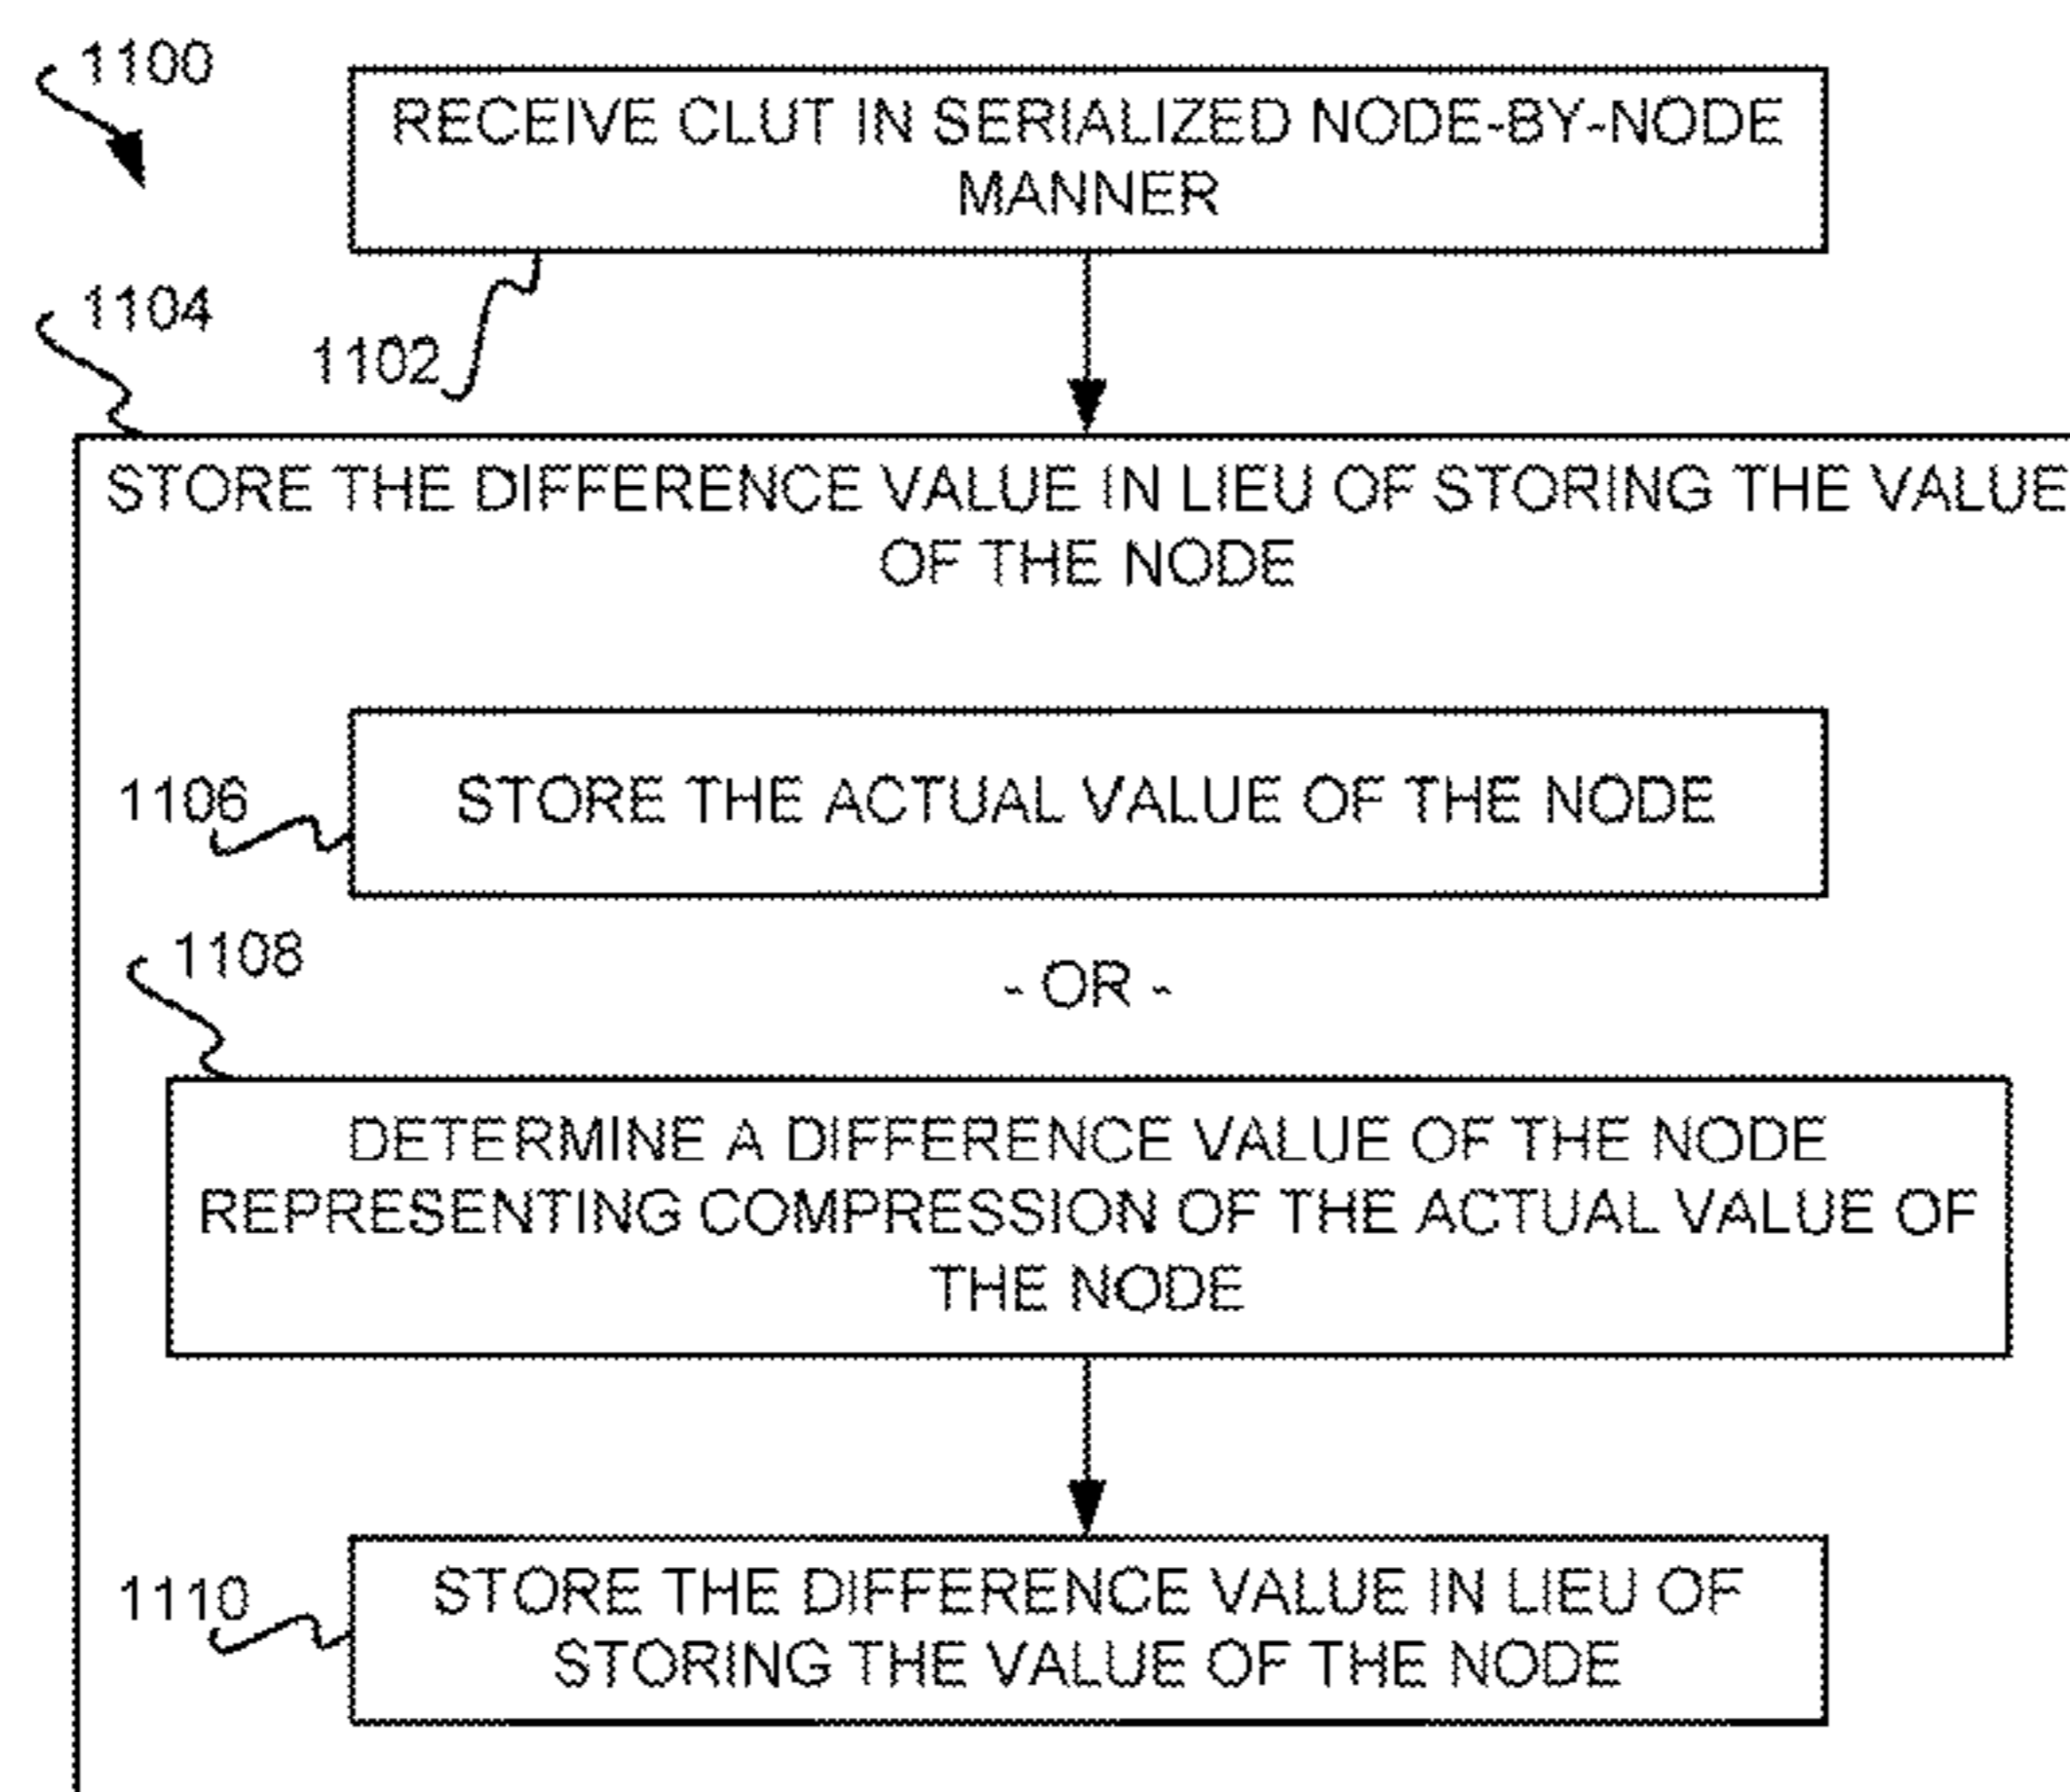 1100
RECEIVE CLUT IN SERIALIZED NODE-BY-NODE
MANNER
1104
1102
STORE THE DIFFERENCE VALUE IN LIEU OF STORING THE VALUE
OF THE NODE
1106
STORE THE ACTUAL VALUE OF THE NODE
1108
- OR -
DETERMINE A DIFFERENCE VALUE OF THE NODE
REPRESENTING COMPRESSION OF THE ACTUAL VALUE OF
THE NODE
1110
STORE THE DIFFERENCE VALUE IN LIEU OF
STORING THE VALUE OF THE NODE